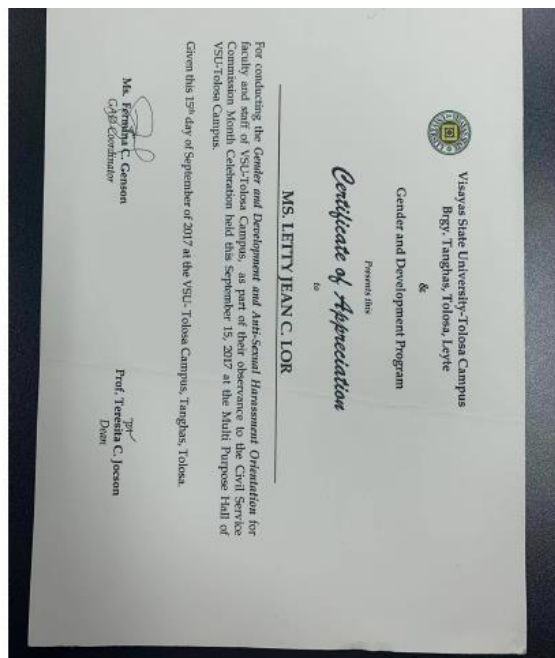 Visayas State University-Tolosa Campus
Brgy. Tanghas, Tolosa, Leyte
&
Gender and Development Program
Presents this
Certificate of Appreciation
to
MS. LETTY JEAN C. LOR
For conducting the Gender and Development and Anti-Sexual Harassment Orientation for
faculty and staff of VSU-Tolosa Campus, as part of their observance to the Civil Service
Commission Month Celebration held this September 15, 2017 at the Multi Purpose Hall of
VSU-Tolosa Campus.
Given this 15th day of September of 2017 at the VSU- Tolosa Campus, Tanghas, Tolosa.
Ms. Fermina C. Genson
GAD Coordinator
Prof. Teresita C. Jocson
Dean